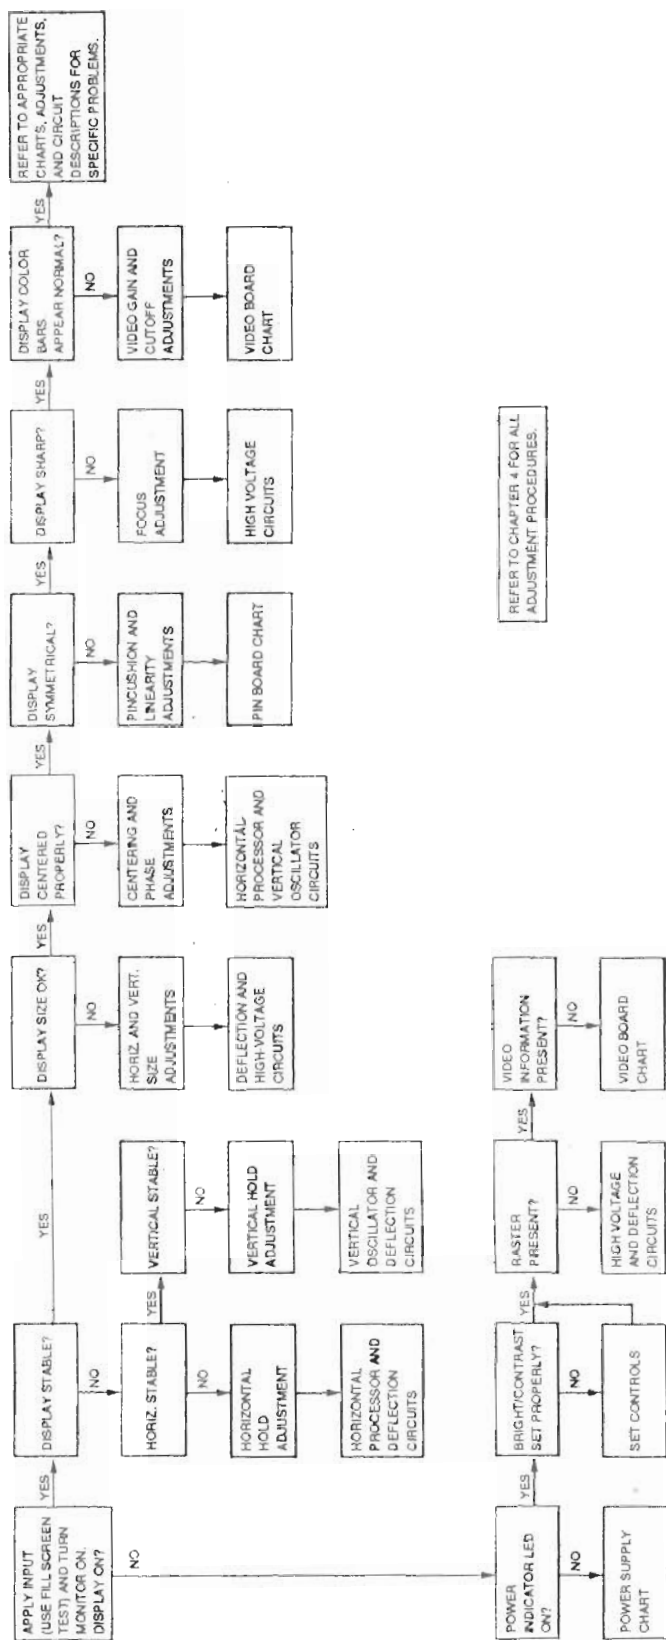 APPLY INPUT
(USE FILL SCREEN
TEST) AND TURN
MONITOR ON.
DISPLAY ON?
YES
DISPLAY STABLE?
YES
DISPLAY SIZE OK?
YES
DISPLAY
CENTERED
PROPERLY?
YES
DISPLAY
SYMMETRICAL?
YES
DISPLAY SHARP?
YES
DISPLAY COLOR
BARS
APPEAR NORMAL?
YES
REFER TO APPROPRIATE
CHARTS, ADJUSTMENTS,
AND CIRCUIT
DESCRIPTIONS FOR
SPECIFIC PROBLEMS.
NO
NO
NO
NO
NO
NO
NO
HORIZ. STABLE?
YES
VERTICAL STABLE?
HORIZ. AND VERT.
SIZE
ADJUSTMENTS
CENTERING AND
PHASE
ADJUSTMENTS
PINCUSHION AND
LINEARITY
ADJUSTMENTS
FOCUS
ADJUSTMENT
VIDEO GAIN AND
CUTOFF
ADJUSTMENTS
NO
NO
HORIZONTAL
HOLD
ADJUSTMENT
VERTICAL HOLD
ADJUSTMENT
DEFLECTION AND
HIGH-VOLTAGE
CIRCUITS
HORIZONTAL
PROCESSOR AND
VERTICAL
OSCILLATOR
CIRCUITS
PIN BOARD CHART
HIGH VOLTAGE
CIRCUITS
VIDEO BOARD
CHART
HORIZONTAL
PROCESSOR AND
DEFLECTION
CIRCUITS
VERTICAL
OSCILLATOR AND
DEFLECTION
CIRCUITS
POWER
INDICATOR LED
ON?
YES
BRIGHT/CONTRAST
SET PROPERLY?
YES
RASTER
PRESENT?
YES
VIDEO
INFORMATION
PRESENT?
REFER TO CHAPTER 4 FOR ALL
ADJUSTMENT PROCEDURES.
NO
NO
NO
NO
POWER SUPPLY
CHART
SET CONTROLS
HIGH VOLTAGE
AND DEFLECTION
CIRCUITS
VIDEO BOARD
CHART